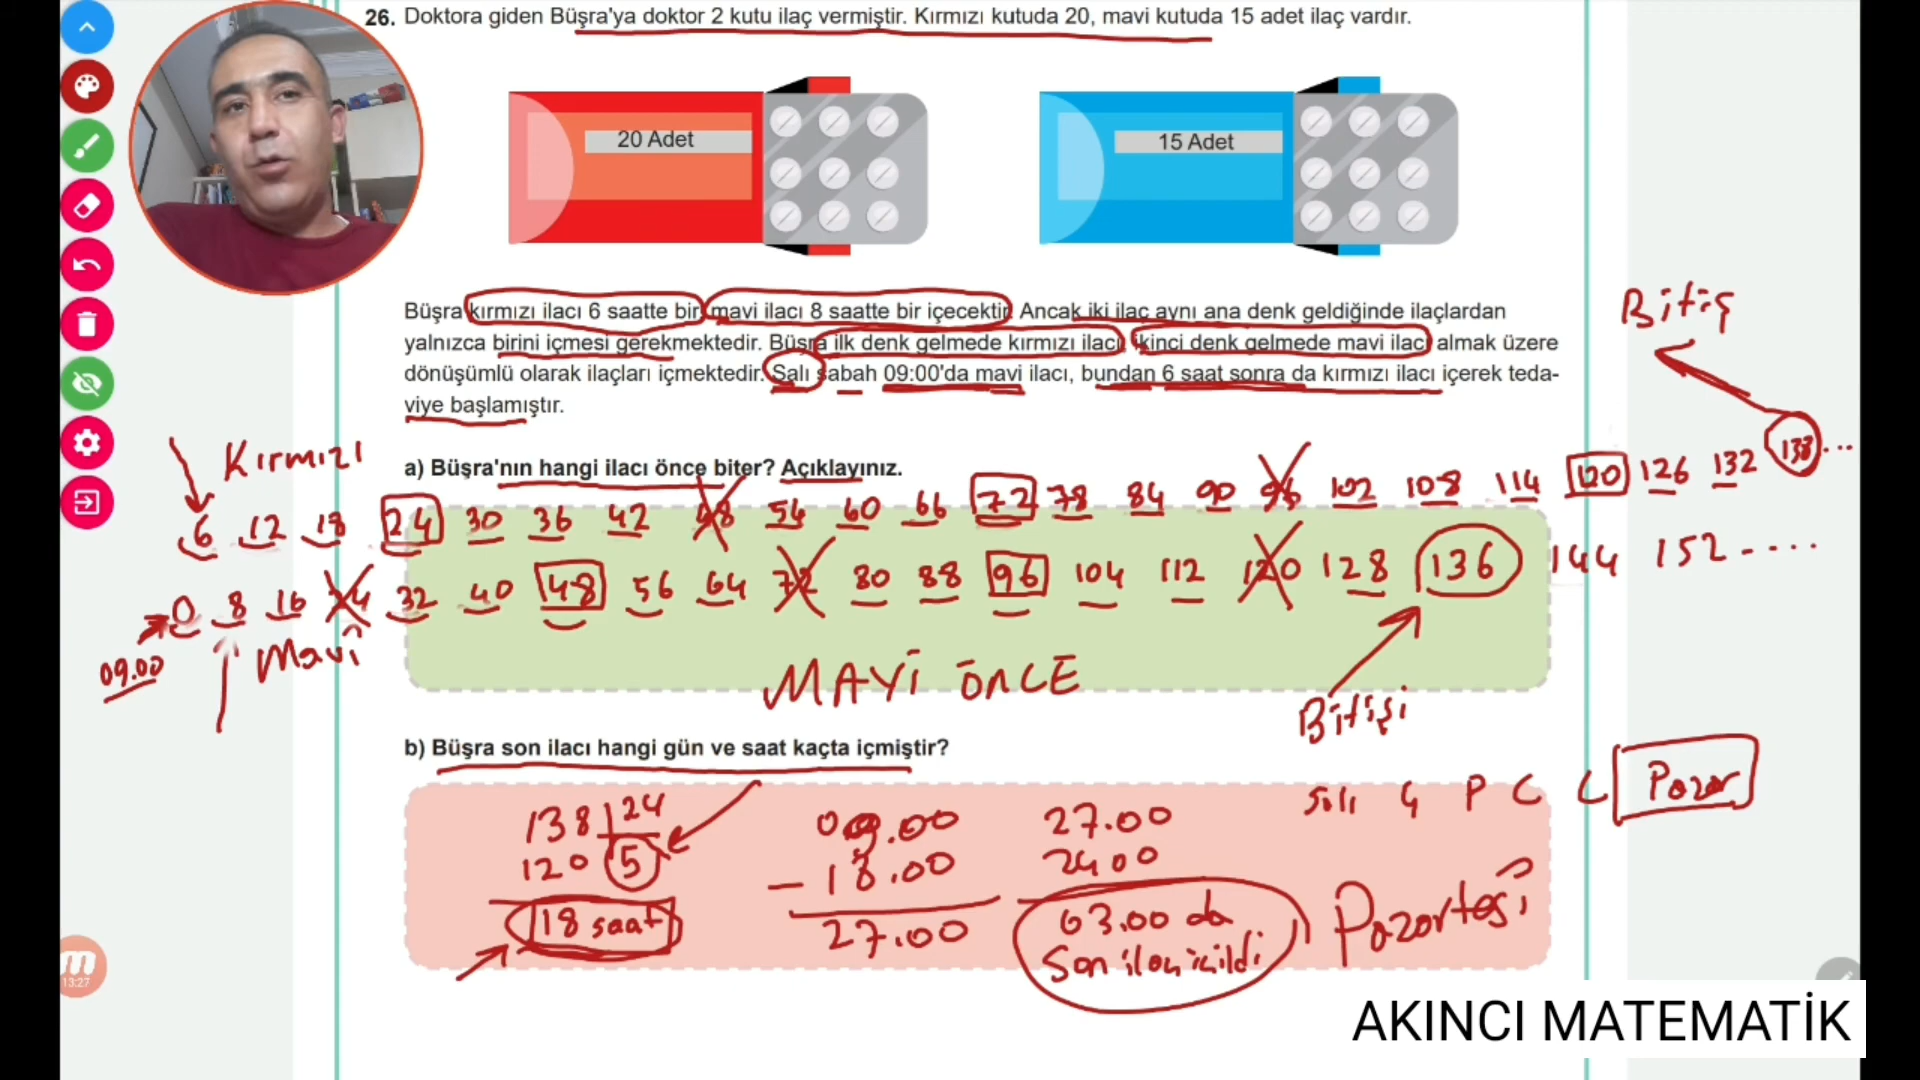 26. Doktora giden Büşra'ya doktor 2 kutu ilaç vermiştir. Kırmızı kutuda 20, mavi kutuda 15 adet ilaç vardır.
20 Adet
15 Adet
Büşra kırmızı ilacı 6 saatte bir, mavi ilacı 8 saatte bir içecektir. Ancak iki ilaç aynı ana denk geldiğinde ilaçlardan
yalnızca birini içmesi gerekmektedir. Büşra ilk denk gelmede kırmızı ilacı, ikinci denk gelmede mavi ilacı almak üzere
dönüşümlü olarak ilaçları içmektedir. Salı sabah 09:00'da mavi ilacı, bundan 6 saat sonra da kırmızı ilacı içerek teda-
viye başlamıştır.
Bitiş
Kırmızı
a) Büşra'nın hangi ilacı önce biter? Açıklayınız.
6 12 18 24 30 36 42 48 54 60 66 72 78 84 90 96 102 108 114 120 126 132 138 ...
0 8 16 24 32 40 48 56 64 72 80 88 96 104 112 120 128 136 144 152 ....
09.00
Mavi
MAVİ ÖNCE
Bitişi
b) Büşra son ilacı hangi gün ve saat kaçta içmiştir?
138 24
120 5
18 saat
09.00
- 18.00
27.00
27.00
24 00
03.00 da
Son ilaç içildi
Salı Ç P C C Pazar
Pazartesi
m
13:27
AKINCI MATEMATİK